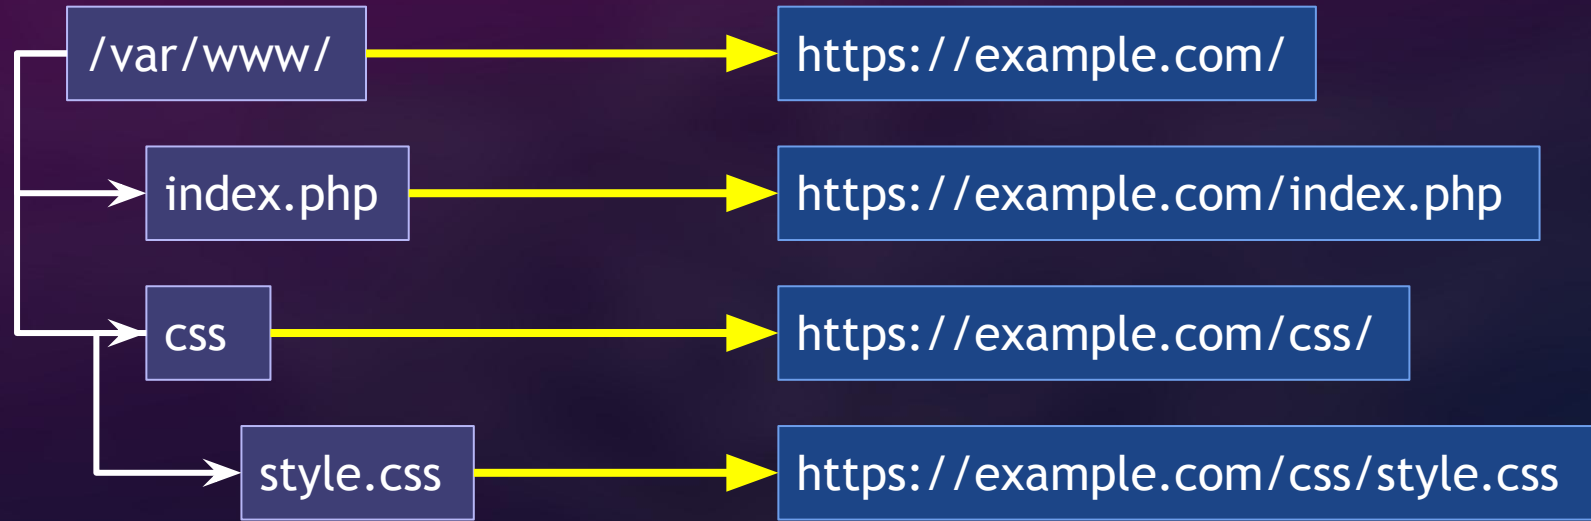 /var/www/
https://example.com/
index.php
https://example.com/index.php
css
https://example.com/css/
style.css
https://example.com/css/style.css